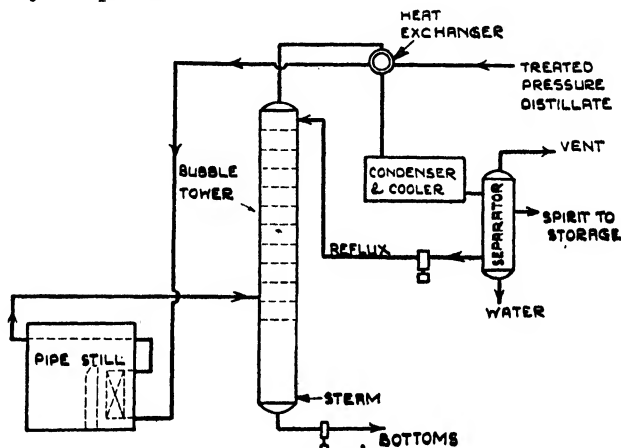 HEAT
EXCHANGER
TREATED
PRESSURE
DISTILLATE
VENT
BUBBLE
TOWER
CONDENSER
& COOLER
SEPARATOR
SPIRIT TO
STORAGE
REFLUX
WATER
PIPE STILL
STEAM
BOTTOMS